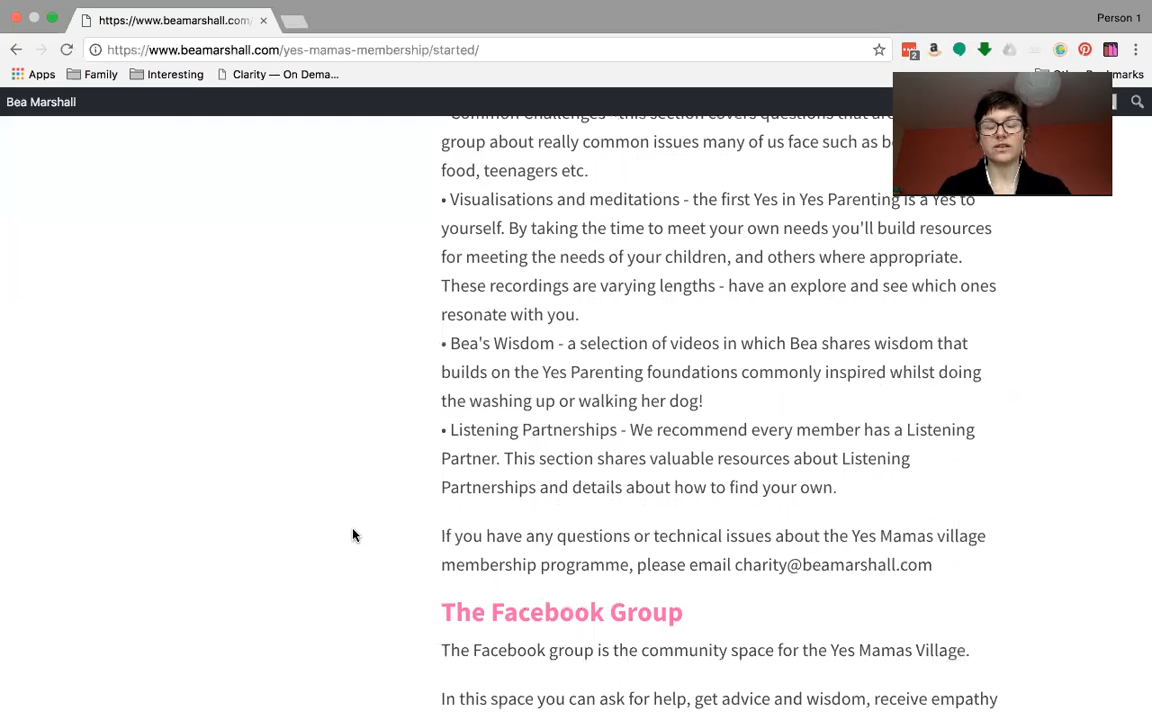 https://www.beamarshall.com/
Person 1
https://www.beamarshall.com/yes-mamas-membership/started/
2
Apps Family Interesting Clarity — On Dema...
Bea Marshall
group about really common issues many of us face such as
food, teenagers etc.
• Visualisations and meditations - the first Yes in Yes Parenting is a Yes to
yourself. By taking the time to meet your own needs you'll build resources
for meeting the needs of your children, and others where appropriate.
These recordings are varying lengths - have an explore and see which ones
resonate with you.
• Bea's Wisdom - a selection of videos in which Bea shares wisdom that
builds on the Yes Parenting foundations commonly inspired whilst doing
the washing up or walking her dog!
• Listening Partnerships - We recommend every member has a Listening
Partner. This section shares valuable resources about Listening
Partnerships and details about how to find your own.
If you have any questions or technical issues about the Yes Mamas village
membership programme, please email charity@beamarshall.com
The Facebook Group
The Facebook group is the community space for the Yes Mamas Village.
In this space you can ask for help, get advice and wisdom, receive empathy